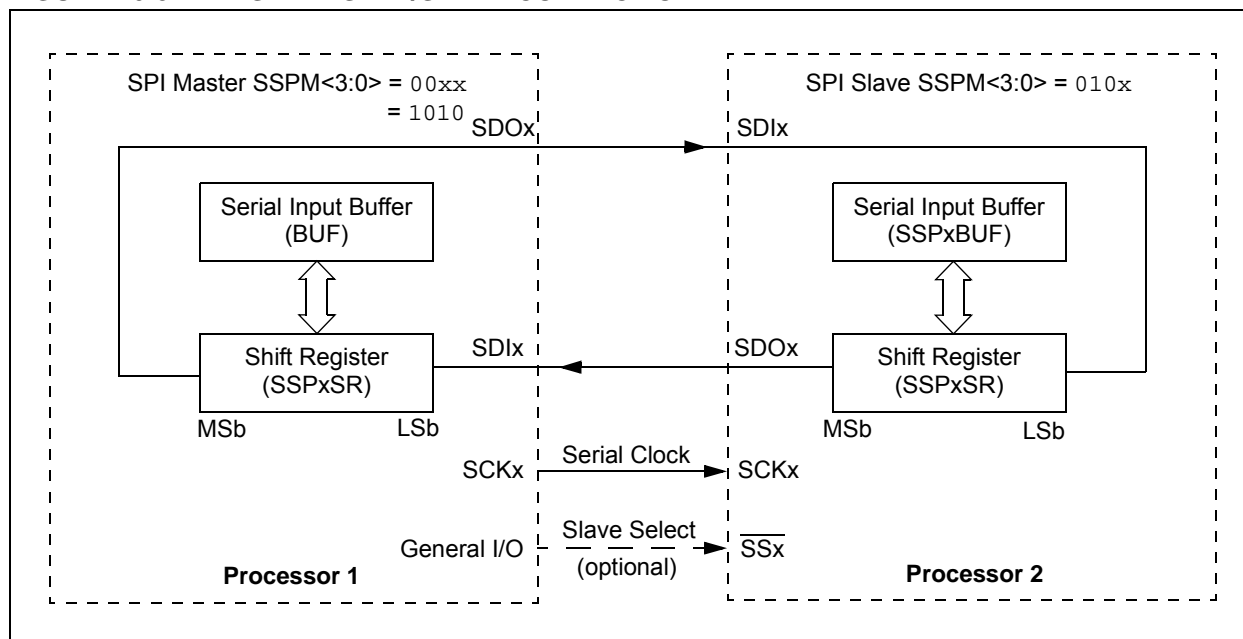 SPI Master SSPM<3:0> = 00xx
= 1010
SPI Slave SSPM<3:0> = 010x
SDOx
SDIx
Serial Input Buffer
(BUF)
Serial Input Buffer
(SSPxBUF)
Shift Register
(SSPxSR)
MSb
LSb
SDIx
SDOx
Shift Register
(SSPxSR)
MSb
LSb
SCKx
Serial Clock
SCKx
General I/O
Slave Select
(optional)
SSx
Processor 1
Processor 2